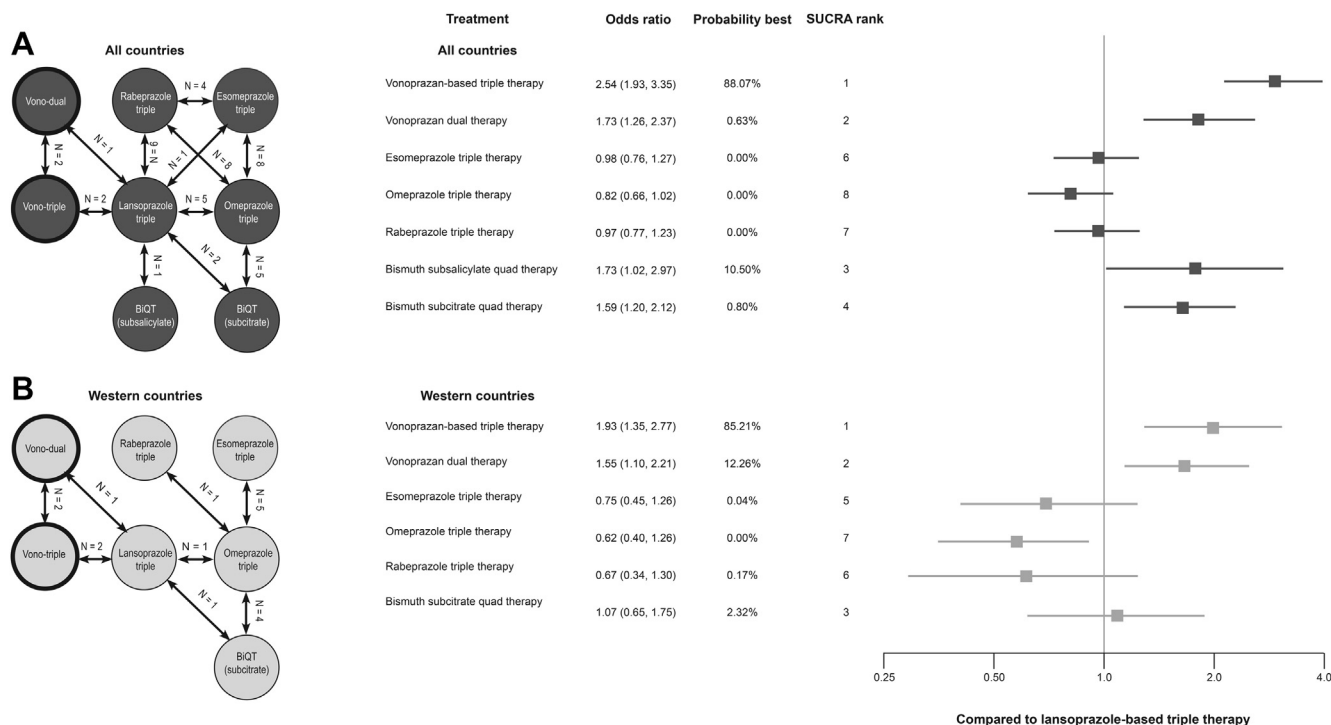 A
All countries
Vono-dual
Rabeprazole
triple
N = 4
Esomeprazole
triple
N = 2
N = 1
N = 9
N = 1
N = 8
N = 8
Vono-triple
N = 2
Lansoprazole
triple
N = 5
Omeprazole
triple
N = 1
N = 2
N = 5
BiQT
(subsalicylate)
BiQT
(subcitrate)
B
Western countries
Vono-dual
Rabeprazole
triple
Esomeprazole
triple
N = 2
N = 1
N = 1
N = 5
Vono-triple
N = 2
Lansoprazole
triple
N = 1
Omeprazole
triple
N = 1
N = 4
BiQT
(subcitrate)
Treatment Odds ratio Probability best SUCRA rank
All countries
Vonoprazan-based triple therapy 2.54 (1.93, 3.35) 88.07% 1
Vonoprazan dual therapy 1.73 (1.26, 2.37) 0.63% 2
Esomeprazole triple therapy 0.98 (0.76, 1.27) 0.00% 6
Omeprazole triple therapy 0.82 (0.66, 1.02) 0.00% 8
Rabeprazole triple therapy 0.97 (0.77, 1.23) 0.00% 7
Bismuth subsalicylate quad therapy 1.73 (1.02, 2.97) 10.50% 3
Bismuth subcitrate quad therapy 1.59 (1.20, 2.12) 0.80% 4
Western countries
Vonoprazan-based triple therapy 1.93 (1.35, 2.77) 85.21% 1
Vonoprazan dual therapy 1.55 (1.10, 2.21) 12.26% 2
Esomeprazole triple therapy 0.75 (0.45, 1.26) 0.04% 5
Omeprazole triple therapy 0.62 (0.40, 1.26) 0.00% 7
Rabeprazole triple therapy 0.67 (0.34, 1.30) 0.17% 6
Bismuth subcitrate quad therapy 1.07 (0.65, 1.75) 2.32% 3
0.25 0.50 1.0 2.0 4.0
Compared to lansoprazole-based triple therapy